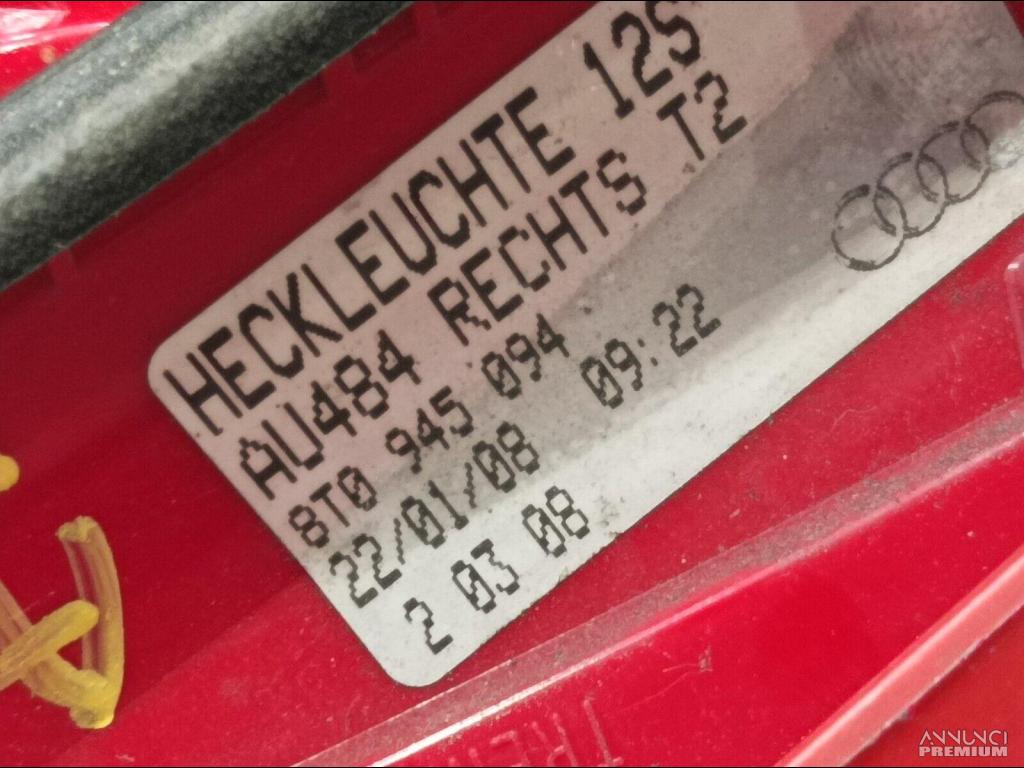 HECKLEUCHTE 12S
AU484 RECHTS T2
8T0 945 094
22/01/08 09:22
2 03 08
ANNUNCI
PREMIUM